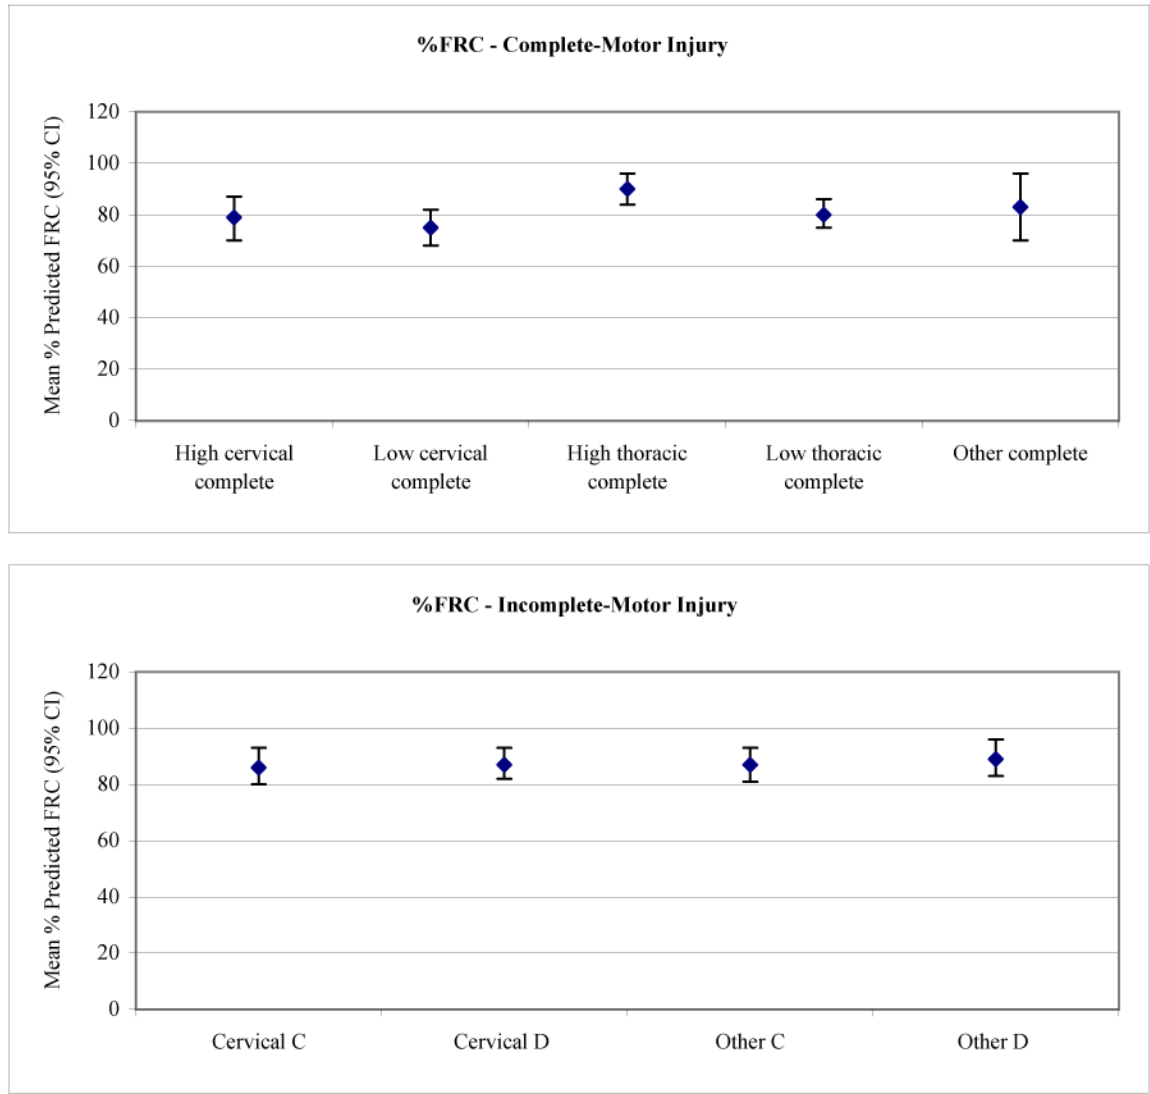 %FRC - Complete-Motor Injury
Mean % Predicted FRC (95% CI)
120
100
80
60
40
20
0
High cervical complete
Low cervical complete
High thoracic complete
Low thoracic complete
Other complete
%FRC - Incomplete-Motor Injury
Mean % Predicted FRC (95% CI)
120
100
80
60
40
20
0
Cervical C
Cervical D
Other C
Other D